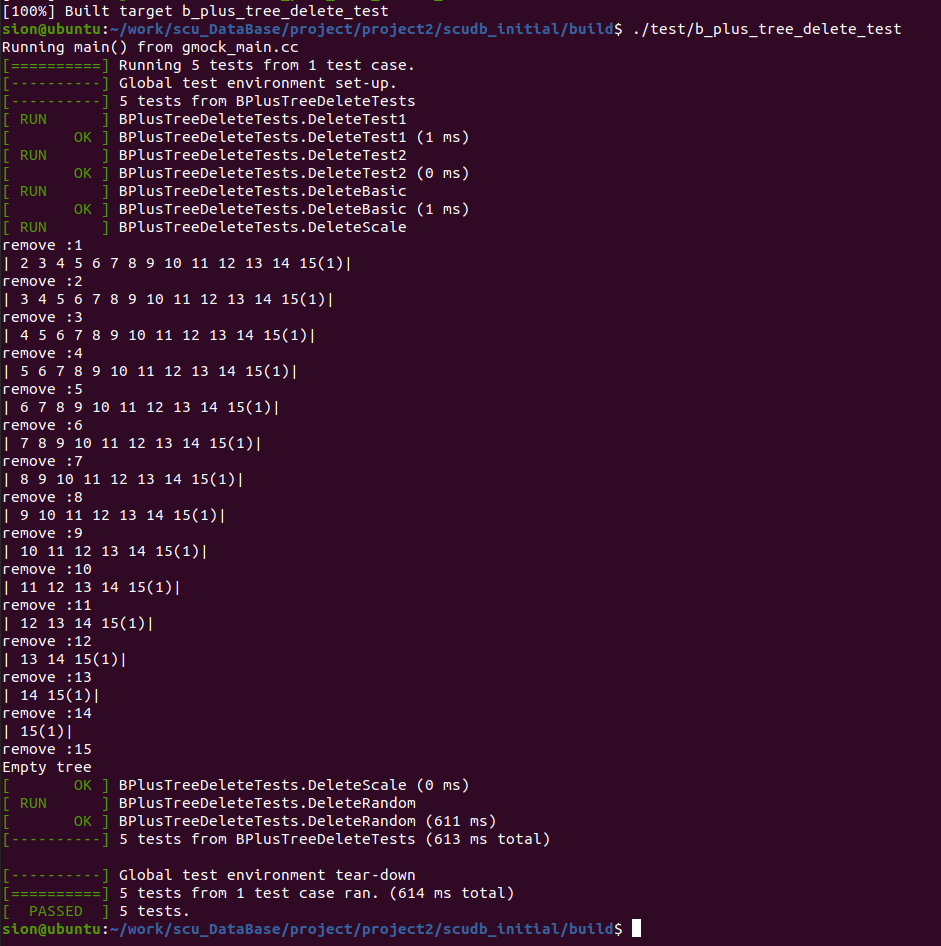 [100%] Built target b_plus_tree_delete_test
sion@ubuntu:~/work/scu_DataBase/project/project2/scudb_initial/build$ ./test/b_plus_tree_delete_test
Running main() from gmock_main.cc
[==========] Running 5 tests from 1 test case.
[----------] Global test environment set-up.
[----------] 5 tests from BPlusTreeDeleteTests
[ RUN      ] BPlusTreeDeleteTests.DeleteTest1
[       OK ] BPlusTreeDeleteTests.DeleteTest1 (1 ms)
[ RUN      ] BPlusTreeDeleteTests.DeleteTest2
[       OK ] BPlusTreeDeleteTests.DeleteTest2 (0 ms)
[ RUN      ] BPlusTreeDeleteTests.DeleteBasic
[       OK ] BPlusTreeDeleteTests.DeleteBasic (1 ms)
[ RUN      ] BPlusTreeDeleteTests.DeleteScale
remove :1
| 2 3 4 5 6 7 8 9 10 11 12 13 14 15(1)|
remove :2
| 3 4 5 6 7 8 9 10 11 12 13 14 15(1)|
remove :3
| 4 5 6 7 8 9 10 11 12 13 14 15(1)|
remove :4
| 5 6 7 8 9 10 11 12 13 14 15(1)|
remove :5
| 6 7 8 9 10 11 12 13 14 15(1)|
remove :6
| 7 8 9 10 11 12 13 14 15(1)|
remove :7
| 8 9 10 11 12 13 14 15(1)|
remove :8
| 9 10 11 12 13 14 15(1)|
remove :9
| 10 11 12 13 14 15(1)|
remove :10
| 11 12 13 14 15(1)|
remove :11
| 12 13 14 15(1)|
remove :12
| 13 14 15(1)|
remove :13
| 14 15(1)|
remove :14
| 15(1)|
remove :15
Empty tree
[       OK ] BPlusTreeDeleteTests.DeleteScale (0 ms)
[ RUN      ] BPlusTreeDeleteTests.DeleteRandom
[       OK ] BPlusTreeDeleteTests.DeleteRandom (611 ms)
[----------] 5 tests from BPlusTreeDeleteTests (613 ms total)
[----------] Global test environment tear-down
[==========] 5 tests from 1 test case ran. (614 ms total)
[  PASSED  ] 5 tests.
sion@ubuntu:~/work/scu_DataBase/project/project2/scudb_initial/build$